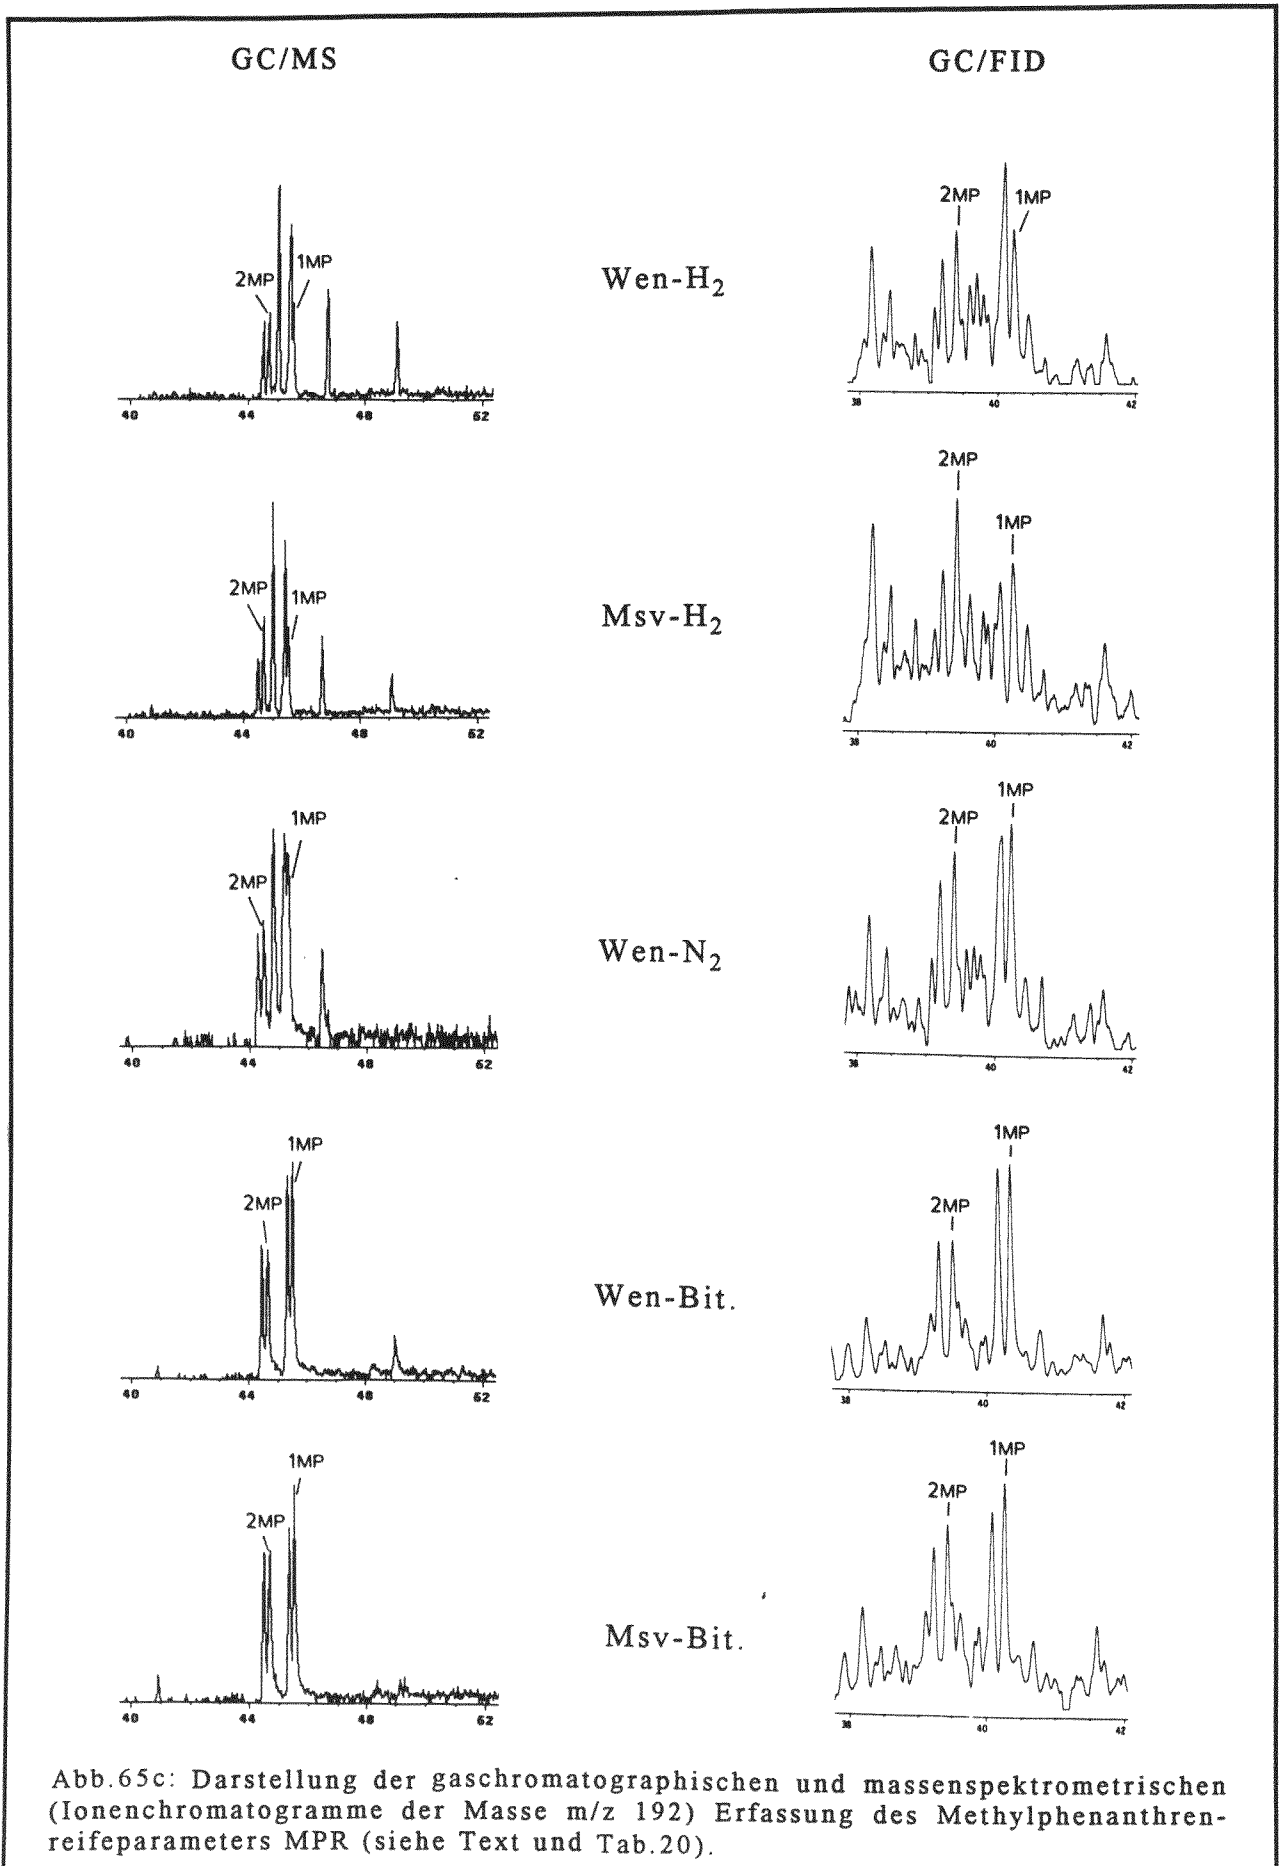 GC/MS
GC/FID
2MP
1MP
40 44 48 52
Wen-H2
2MP
1MP
38 40 42
2MP
1MP
40 44 48 52
Msv-H2
2MP
1MP
38 40 42
2MP
1MP
40 44 48 52
Wen-N2
2MP
1MP
38 40 42
2MP
1MP
40 44 48 52
Wen-Bit.
2MP
1MP
38 40 42
2MP
1MP
40 44 48 52
Msv-Bit.
2MP
1MP
38 40 42
Abb.65c: Darstellung der gaschromatographischen und massenspektrometrischen
(Ionenchromatogramme der Masse m/z 192) Erfassung des Methylphenanthren-
reifeparameters MPR (siehe Text und Tab.20).